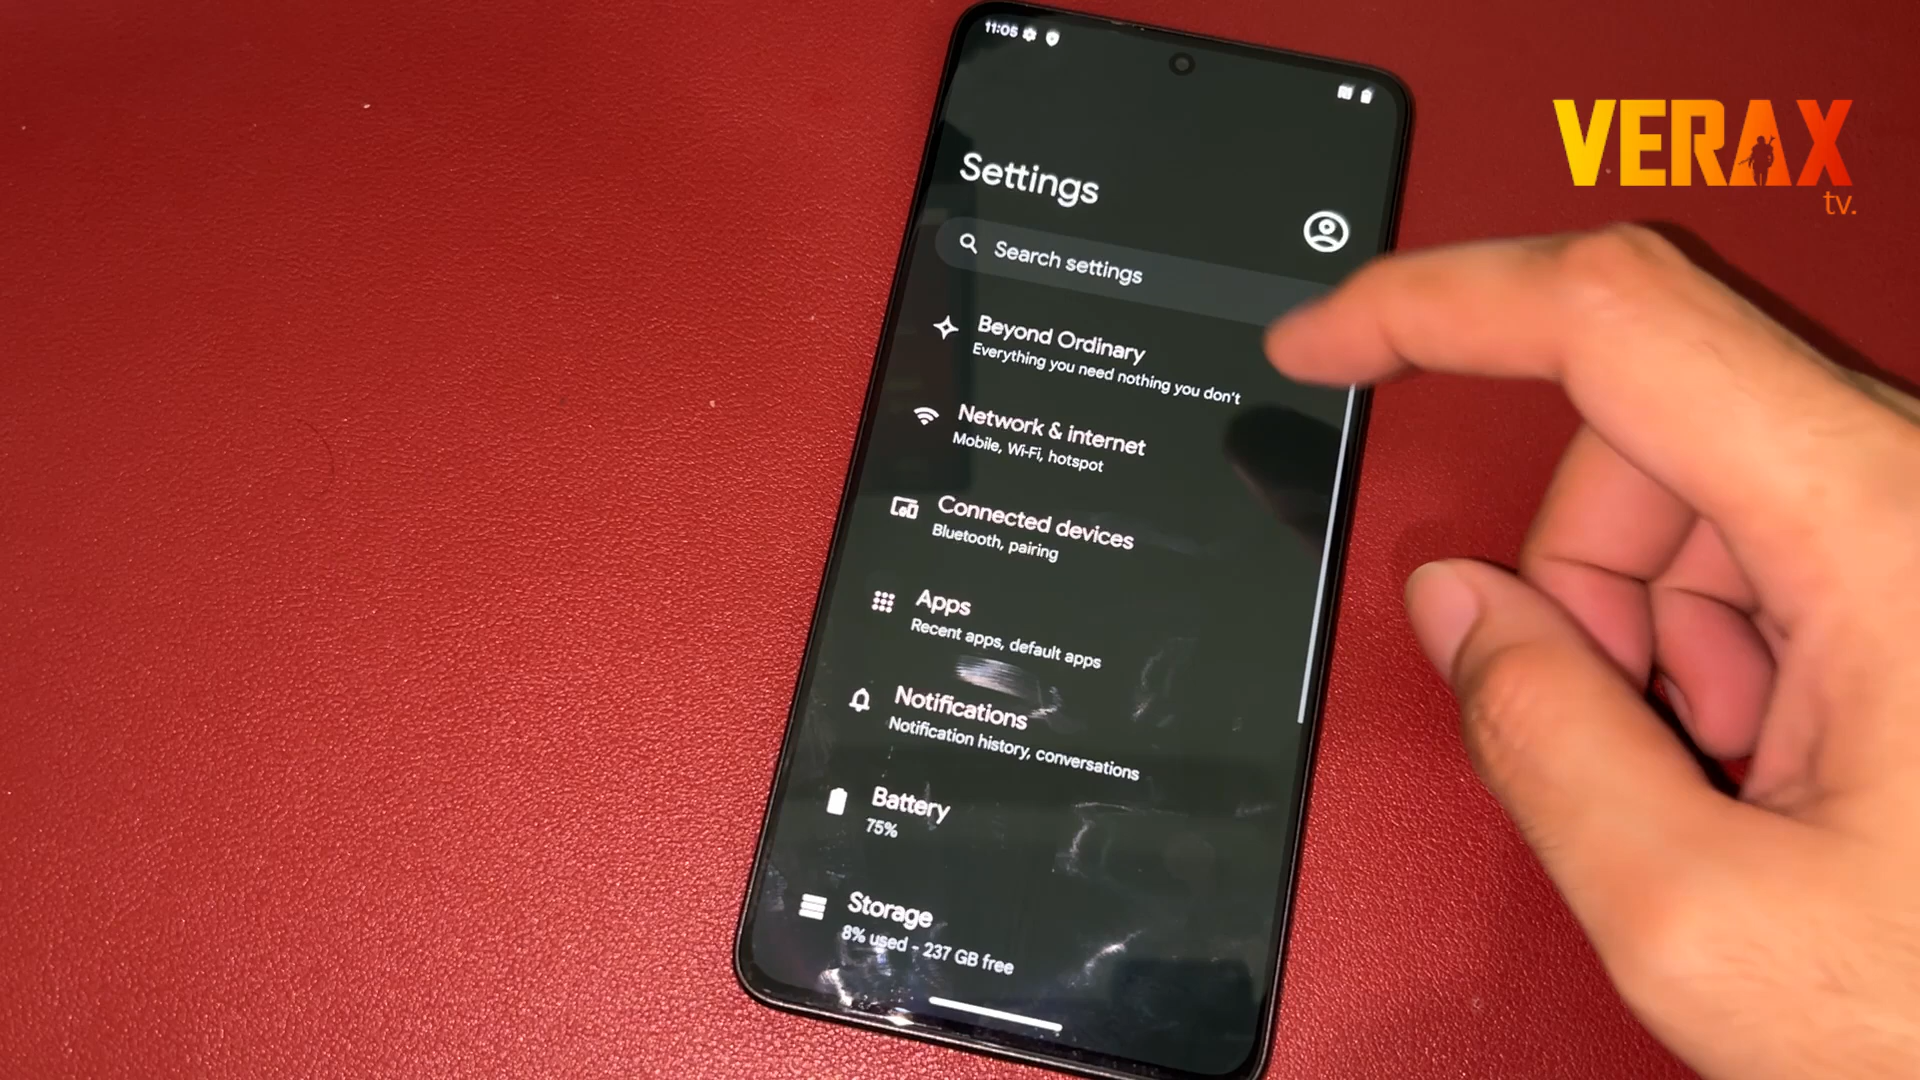 11:05
VERAX
tv.
Settings
Search settings
Beyond Ordinary
Everything you need nothing you don't
Network & internet
Mobile, Wi-Fi, hotspot
Connected devices
Bluetooth, pairing
Apps
Recent apps, default apps
Notifications
Notification history, conversations
Battery
75%
Storage
8% used - 237 GB free